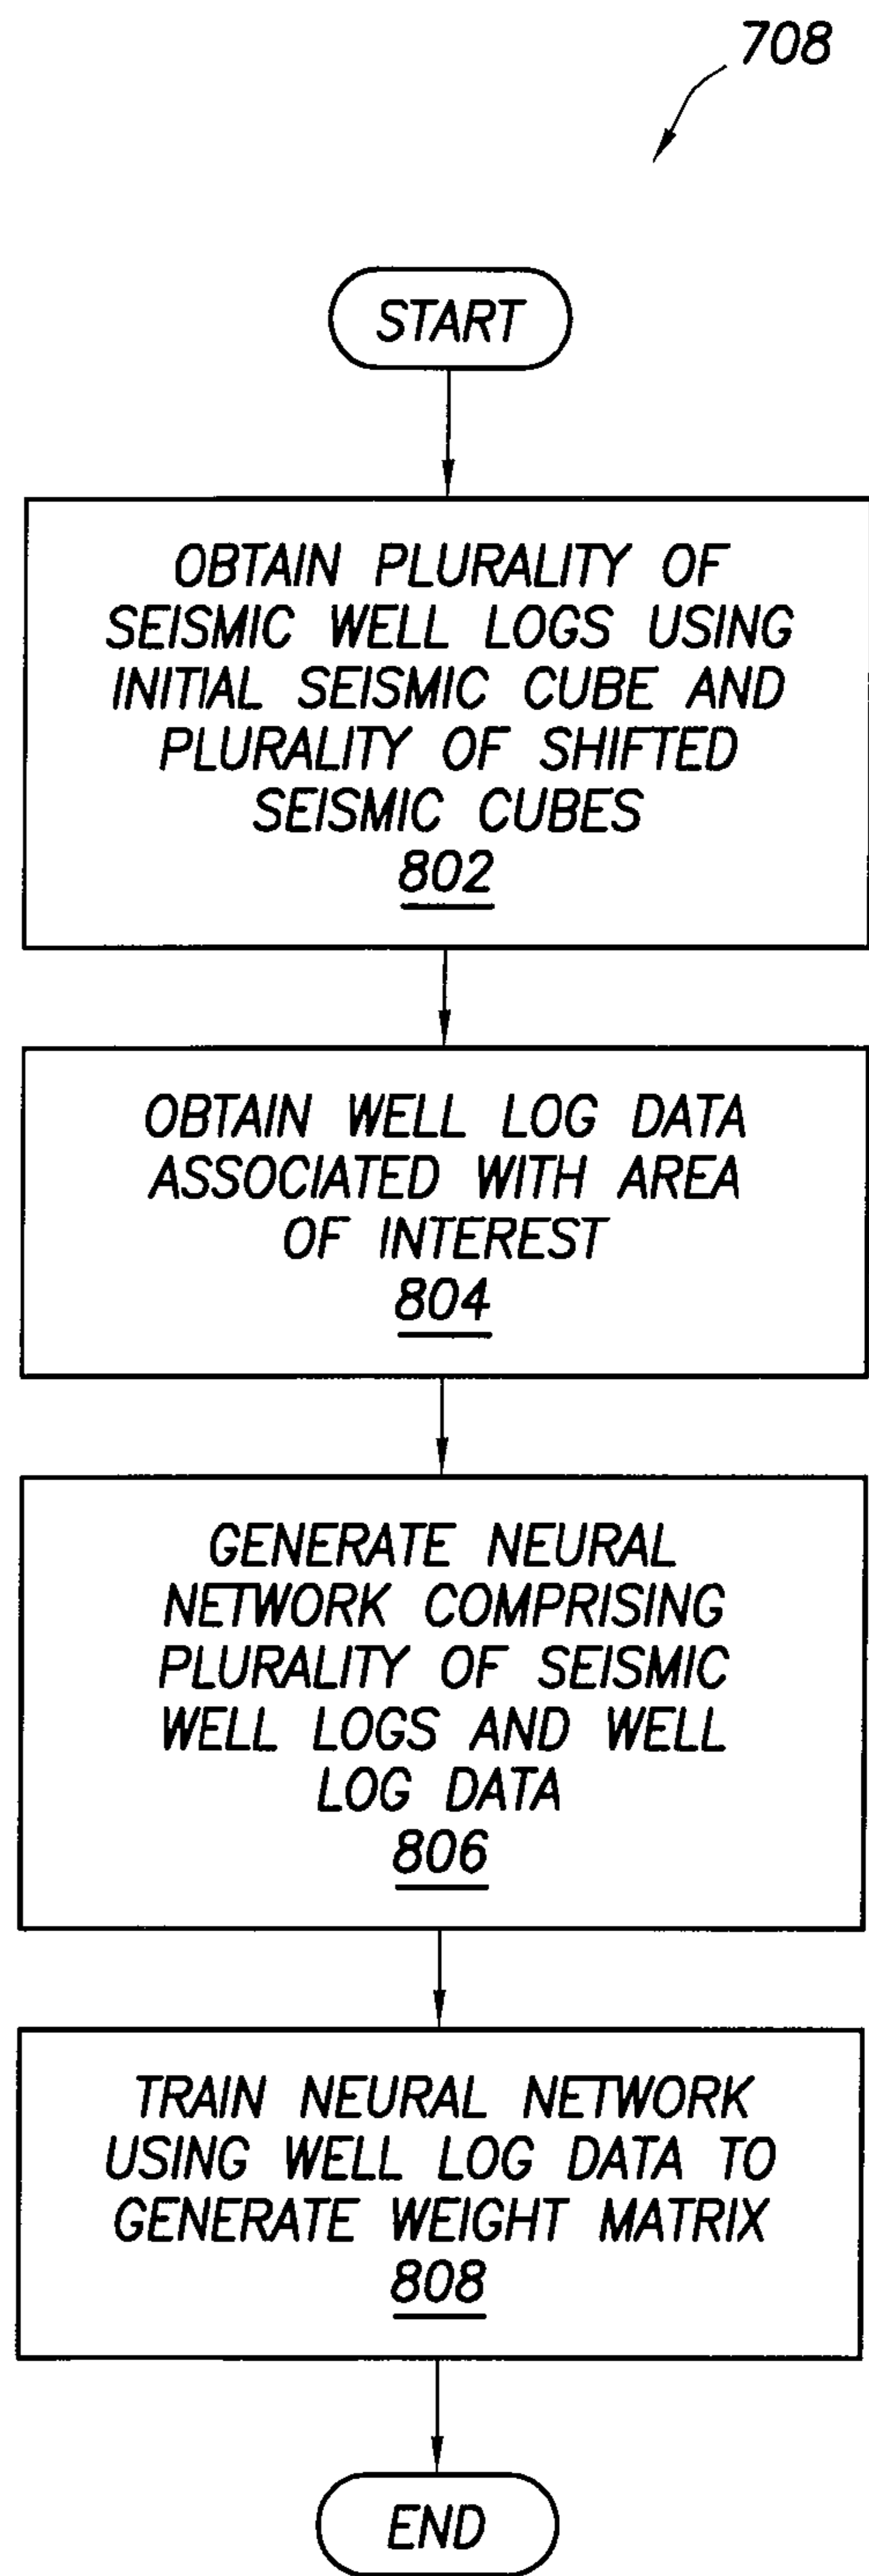 708
START
OBTAIN PLURALITY OF
SEISMIC WELL LOGS USING
INITIAL SEISMIC CUBE AND
PLURALITY OF SHIFTED
SEISMIC CUBES
802
OBTAIN WELL LOG DATA
ASSOCIATED WITH AREA
OF INTEREST
804
GENERATE NEURAL
NETWORK COMPRISING
PLURALITY OF SEISMIC
WELL LOGS AND WELL
LOG DATA
806
TRAIN NEURAL NETWORK
USING WELL LOG DATA TO
GENERATE WEIGHT MATRIX
808
END